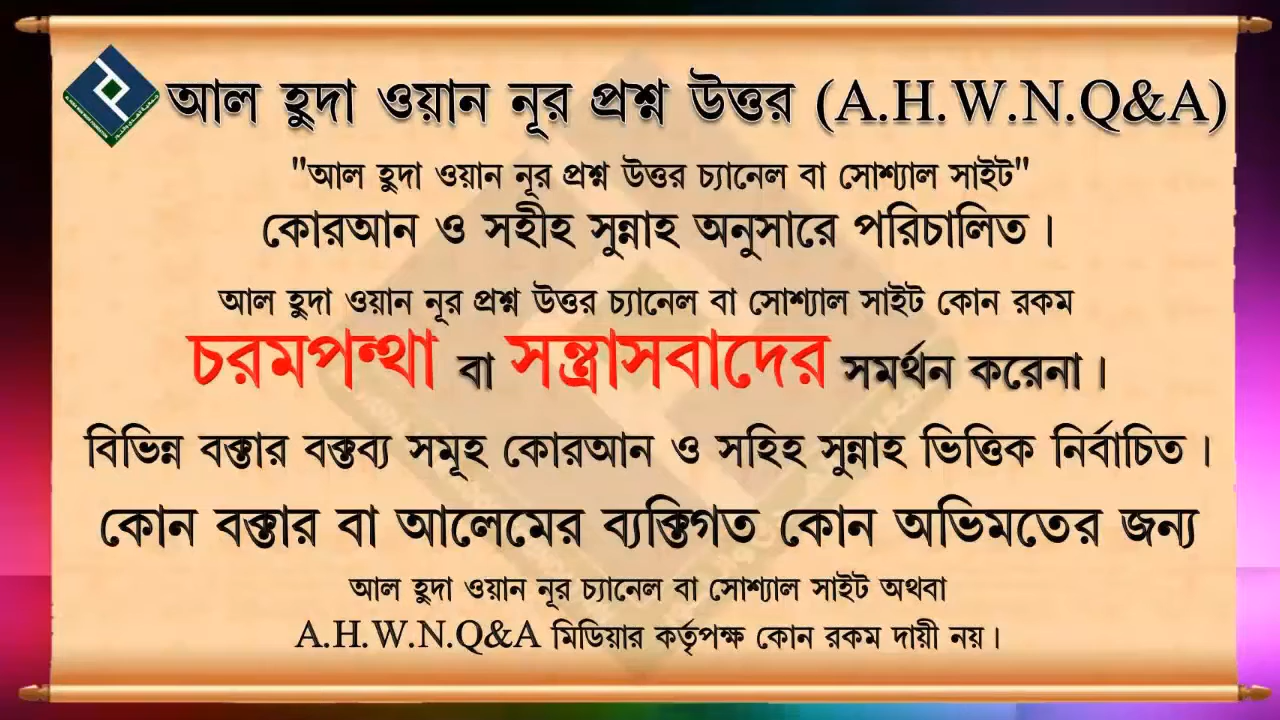 আল হুদা ওয়ান নূর প্রশ্ন উত্তর (A.H.W.N.Q&A)
"আল হুদা ওয়ান নূর প্রশ্ন উত্তর চ্যানেল বা সোশ্যাল সাইট"
কোরআন ও সহীহ সুন্নাহ অনুসারে পরিচালিত।
আল হুদা ওয়ান নূর প্রশ্ন উত্তর চ্যানেল বা সোশ্যাল সাইট কোন রকম
চরমপন্থা বা সন্ত্রাসবাদের সমর্থন করেনা।
বিভিন্ন বক্তার বক্তব্য সমূহ কোরআন ও সহিহ সুন্নাহ ভিত্তিক নির্বাচিত।
কোন বক্তার বা আলেমের ব্যক্তিগত কোন অভিমতের জন্য
আল হুদা ওয়ান নূর চ্যানেল বা সোশ্যাল সাইট অথবা
A.H.W.N.Q&A মিডিয়ার কর্তৃপক্ষ কোন রকম দায়ী নয়।